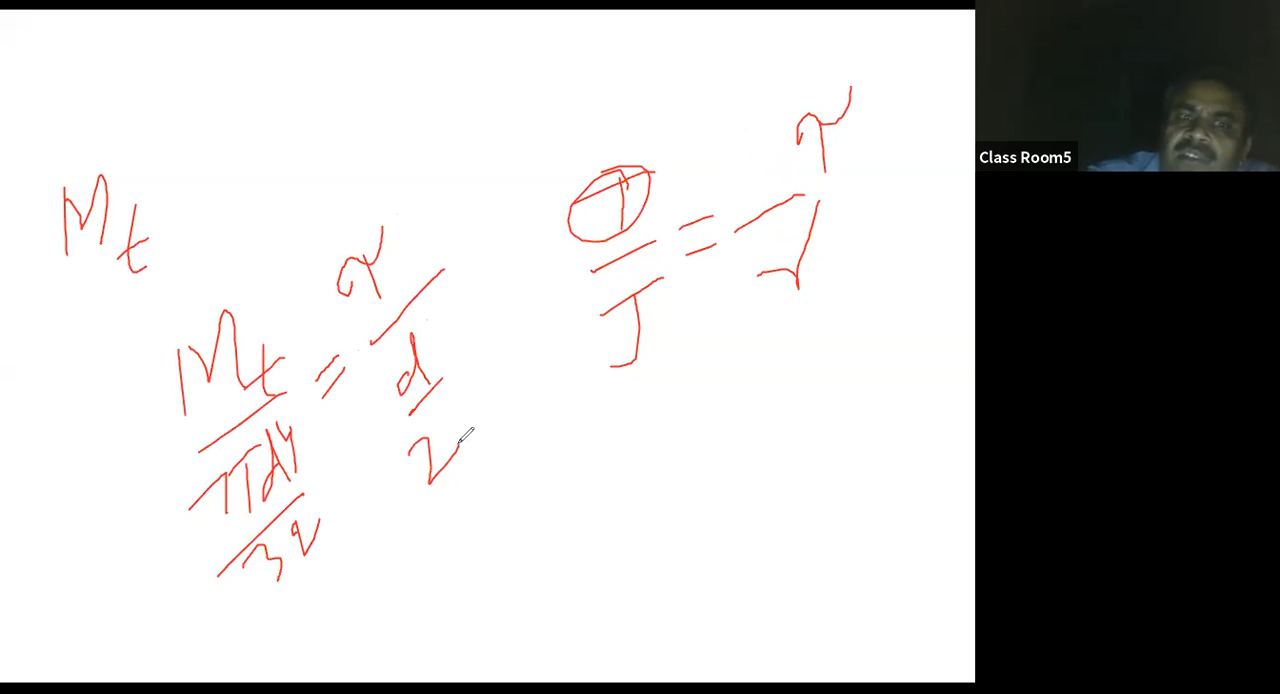 Mt
Mt / (πd4 / 32) = τ / (d / 2)
T / J = τ / r
Class Room5